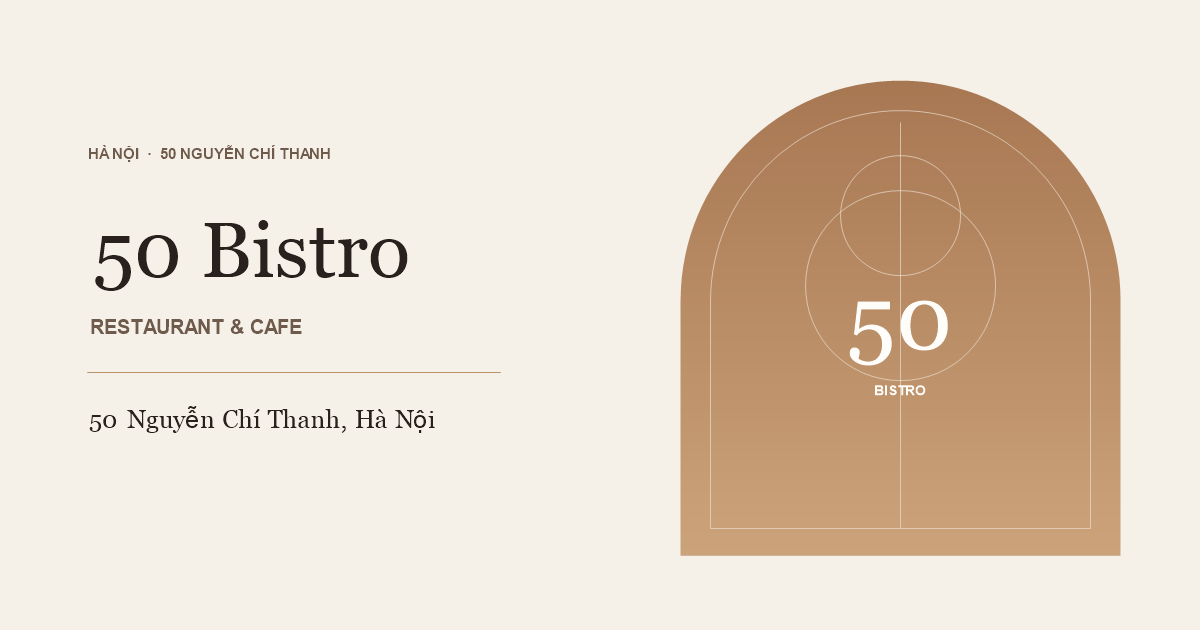 HÀ NỘI · 50 NGUYỄN CHÍ THANH
50 Bistro
RESTAURANT & CAFE
50 Nguyễn Chí Thanh, Hà Nội
50
BISTRO